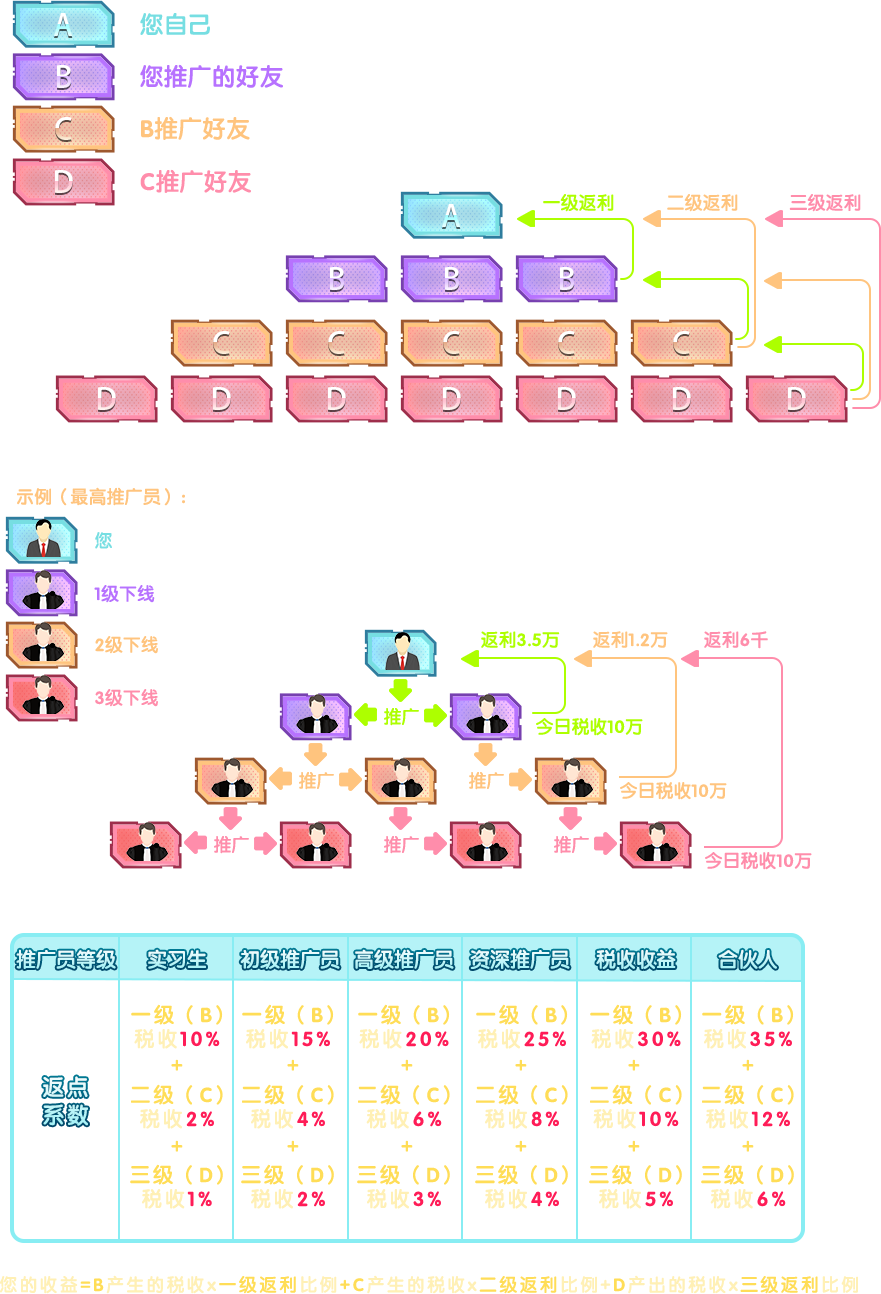 A 您自己
B 您推广的好友
C B推广好友
D C推广好友
一级返利 二级返利 三级返利
A
B B B
C C C C C
D D D D D D D
示例（最高推广员）:
您
1级下线
2级下线
3级下线
返利3.5万 返利1.2万 返利6千
推广 今日税收10万
推广 推广 今日税收10万
推广 推广 推广 今日税收10万
推广员等级 实习生 初级推广员 高级推广员 资深推广员 税收收益 合伙人
返点系数
一级（B） 一级（B） 一级（B） 一级（B） 一级（B） 一级（B）
税收10% 税收15% 税收20% 税收25% 税收30% 税收35%
+ + + + + +
二级（C） 二级（C） 二级（C） 二级（C） 二级（C） 二级（C）
税收2% 税收4% 税收6% 税收8% 税收10% 税收12%
+ + + + + +
三级（D） 三级（D） 三级（D） 三级（D） 三级（D） 三级（D）
税收1% 税收2% 税收3% 税收4% 税收5% 税收6%
您的收益=B产生的税收x一级返利比例+C产生的税收x二级返利比例+D产出的税收x三级返利比例